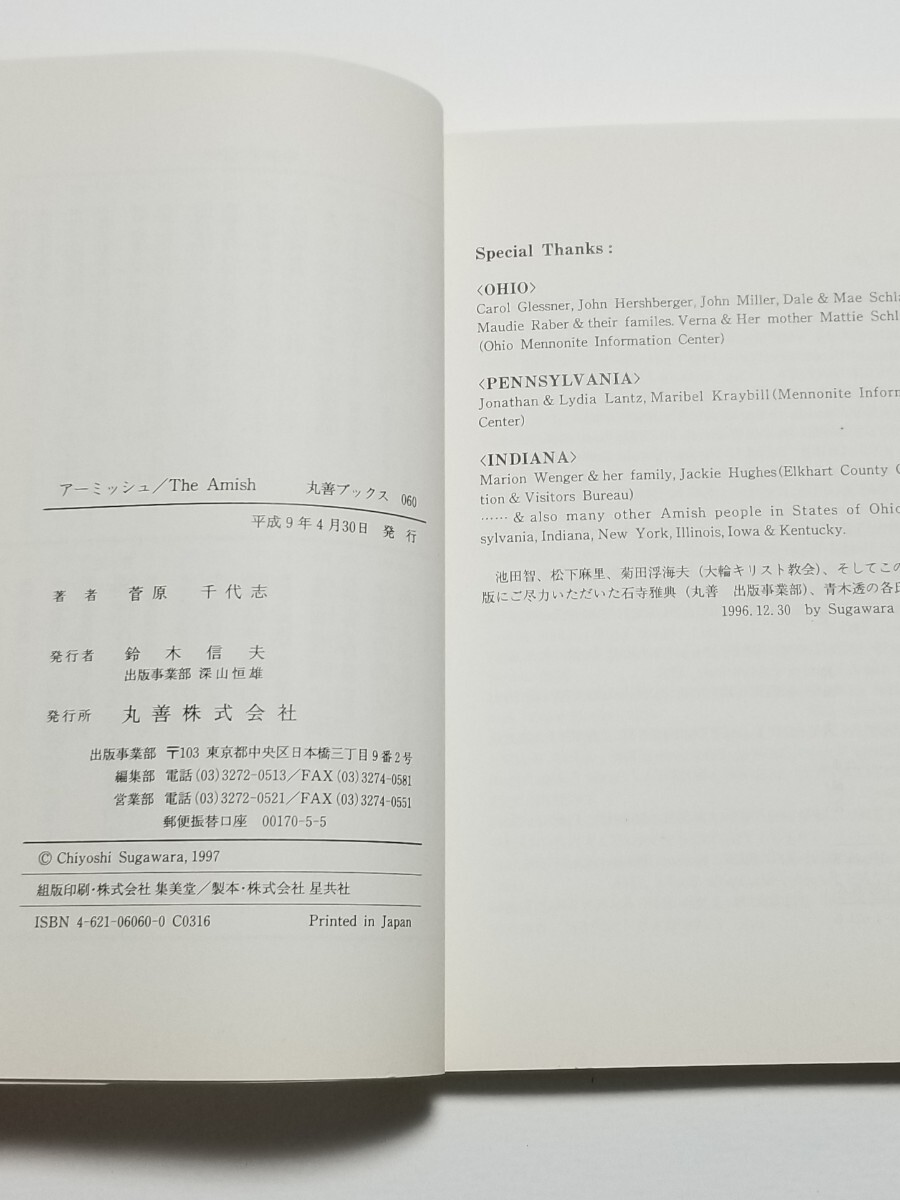 アーミッシュ/The Amish 丸善ブックス 060
平成9年4月30日 発行
著者 菅原 千代志
発行者 鈴木信夫
出版事業部 深山恒雄
発行所 丸善株式会社
出版事業部 〒103 東京都中央区日本橋三丁目9番2号
編集部 電話(03)3272-0513/FAX(03)3274-0581
営業部 電話(03)3272-0521/FAX(03)3274-0551
郵便振替口座 00170-5-5
© Chiyoshi Sugawara, 1997
組版印刷・株式会社 集美堂/製本・株式会社 星共社
ISBN 4-621-06060-0 C0316 Printed in Japan
Special Thanks:
〈OHIO〉
Carol Glessner, John Hershberger, John Miller, Dale & Mae
Maudie Raber & their familes. Verna & Her mother Mattie
(Ohio Mennonite Information Center)
〈PENNSYLVANIA〉
Jonathan & Lydia Lantz, Maribel Kraybill (Mennonite
Center)
〈INDIANA〉
Marion Wenger & her family, Jackie Hughes(Elkhart County
tion & Visitors Bureau)
……& also many other Amish people in States of
sylvania, Indiana, New York, Illinois, Iowa & Kentucky.
池田智、松下麻里、菊田浮海夫(大輪キリスト教会)、そしてこの
版にご尽力いただいた石寺雅典(丸善 出版事業部)、青木透の各
1996.12.30 by Sugawara